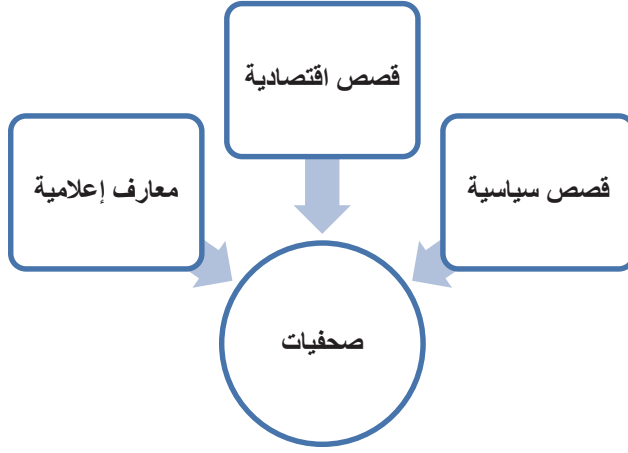 قصص اقتصادية
قصص سياسية
معارف إعلامية
صحفيات